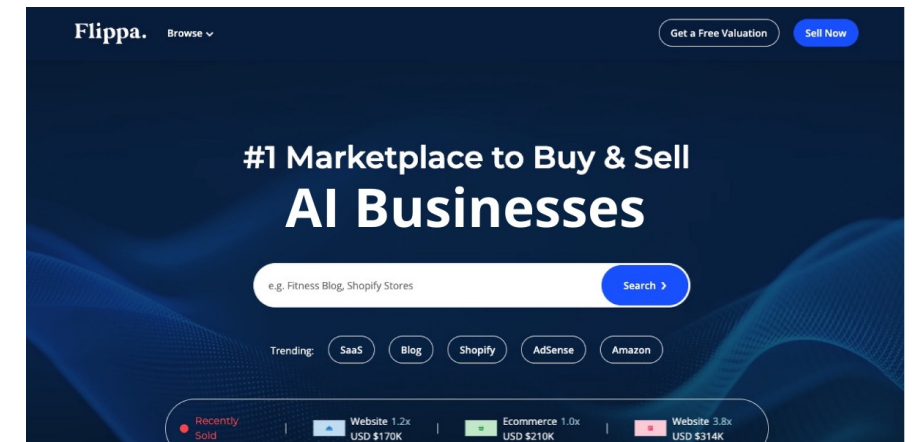 Flippa. Browse Get a Free Valuation Sell Now
#1 Marketplace to Buy & Sell
AI Businesses
e.g. Fitness Blog, Shopify Stores Search
Trending: SaaS Blog Shopify AdSense Amazon
Recently Sold
Website 1.2x
USD $170K
Ecommerce 1.0x
USD $210K
Website 3.8x
USD $314K